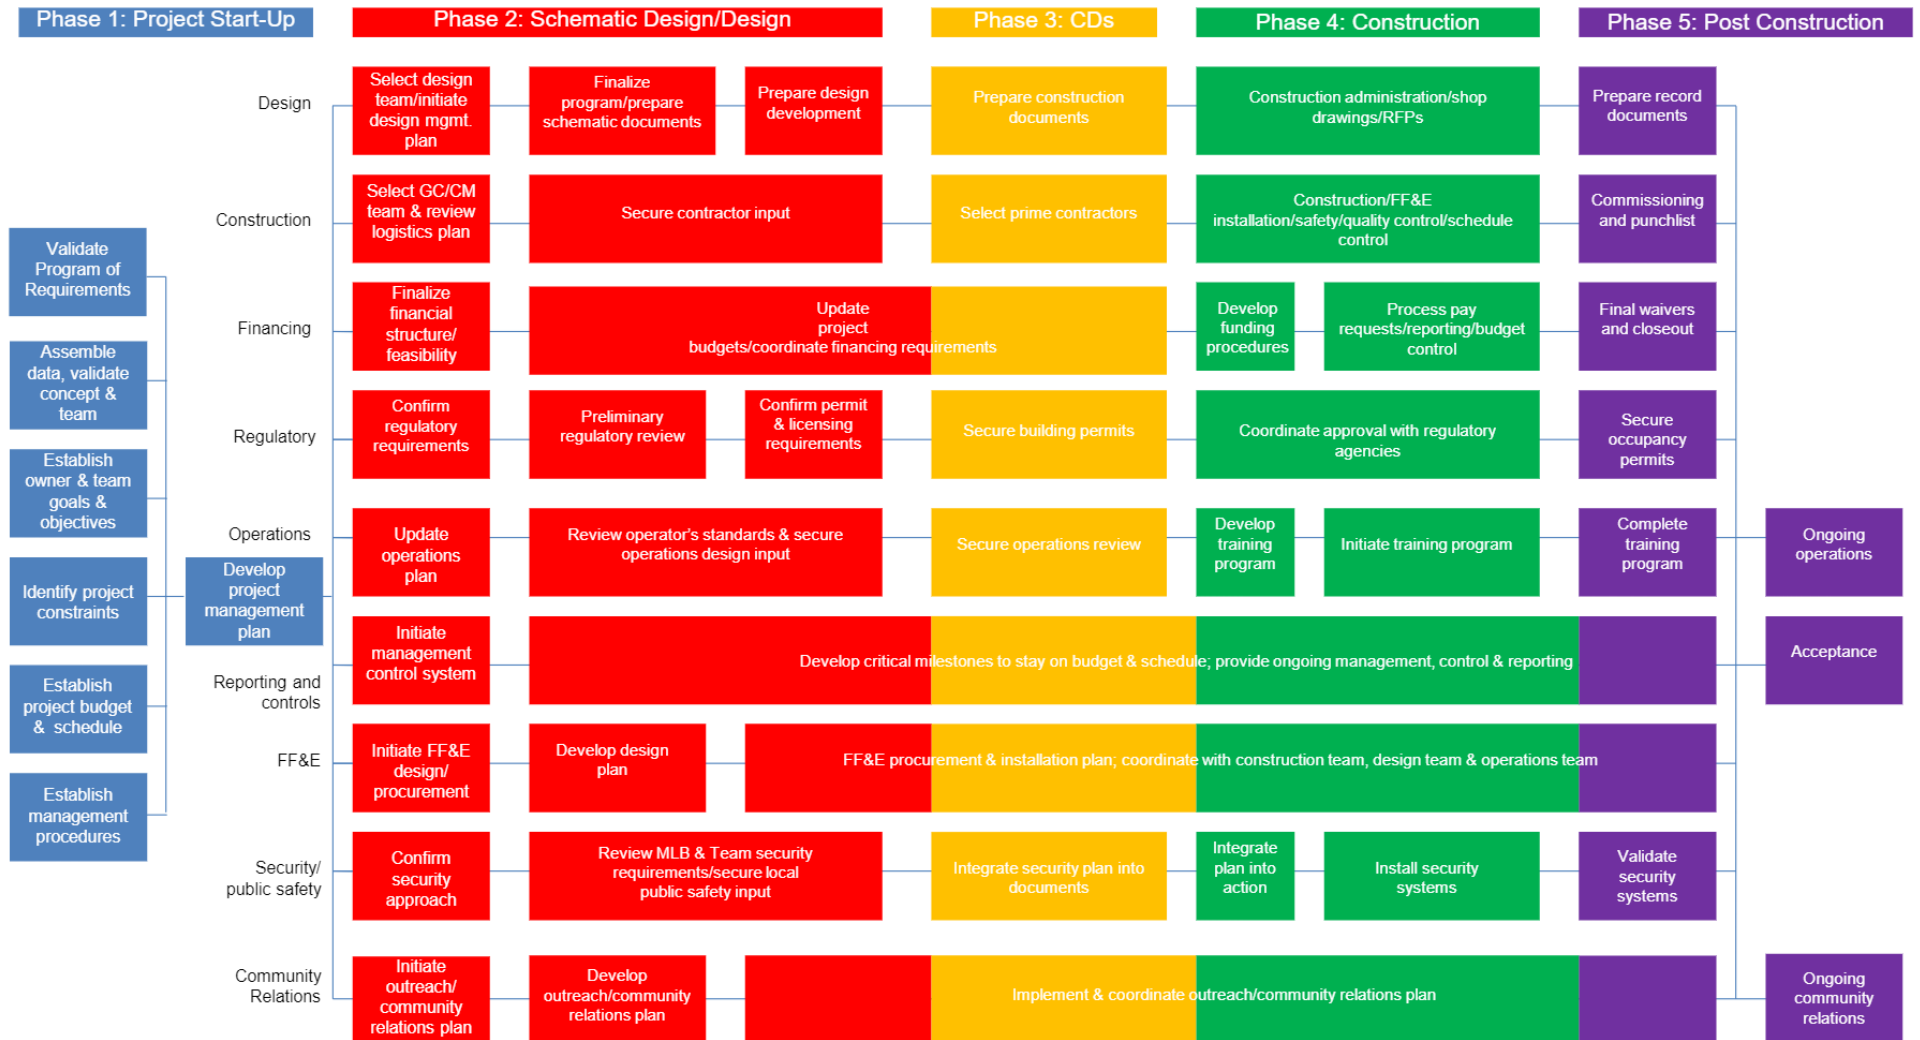 Phase 1: Project Start-Up
Phase 2: Schematic Design/Design
Phase 3: CDs
Phase 4: Construction
Phase 5: Post Construction
Validate
Program of
Requirements
Assemble
data, validate
concept &
team
Establish
owner & team
goals &
objectives
Identify project
constraints
Establish
project budget
& schedule
Establish
management
procedures
Develop
project
management
plan
Design
Select design
team/initiate
design mgmt.
plan
Finalize
program/prepare
schematic documents
Prepare design
development
Prepare construction
documents
Construction administration/shop
drawings/RFPs
Prepare record
documents
Construction
Select GC/CM
team & review
logistics plan
Secure contractor input
Select prime contractors
Construction/FF&E
installation/safety/quality control/schedule
control
Commissioning
and punchlist
Financing
Finalize
financial
structure/
feasibility
Update
project
budgets/coordinate financing requirements
Develop
funding
procedures
Process pay
requests/reporting/budget
control
Final waivers
and closeout
Regulatory
Confirm
regulatory
requirements
Preliminary
regulatory review
Confirm permit
& licensing
requirements
Secure building permits
Coordinate approval with regulatory
agencies
Secure
occupancy
permits
Operations
Update
operations
plan
Review operator's standards & secure
operations design input
Secure operations review
Develop
training
program
Initiate training program
Complete
training
program
Ongoing
operations
Reporting and
controls
Initiate
management
control system
Develop critical milestones to stay on budget & schedule; provide ongoing management, control & reporting
Acceptance
FF&E
Initiate FF&E
design/
procurement
Develop design
plan
FF&E procurement & installation plan; coordinate with construction team, design team & operations team
Security/
public safety
Confirm
security
approach
Review MLB & Team security
requirements/secure local
public safety input
Integrate security plan into
documents
Integrate
plan into
action
Install security
systems
Validate
security
systems
Community
Relations
Initiate
outreach/
community
relations plan
Develop
outreach/community
relations plan
Implement & coordinate outreach/community relations plan
Ongoing
community
relations